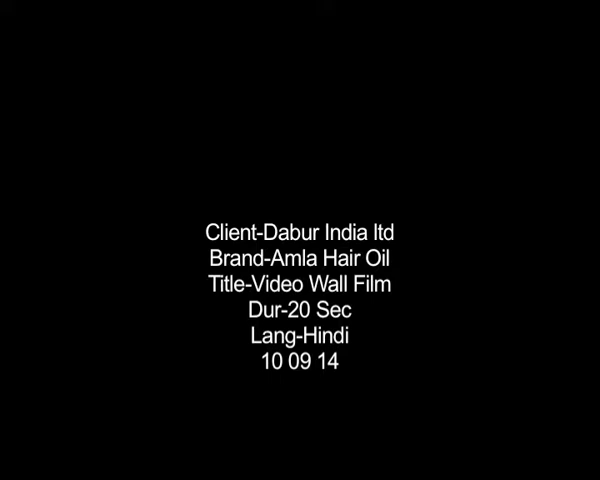 Client-Dabur India ltd
Brand-Amla Hair Oil
Title-Video Wall Film
Dur-20 Sec
Lang-Hindi
10 09 14